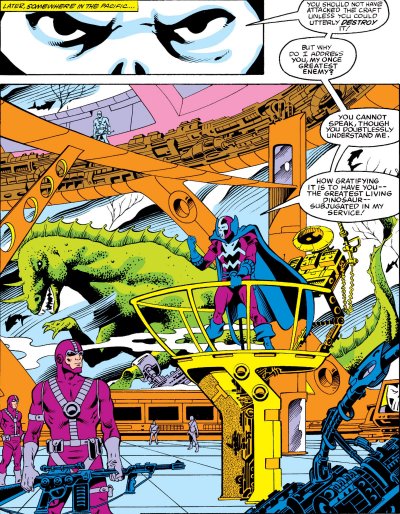 LATER, SOMEWHERE IN THE PACIFIC...
YOU SHOULD NOT HAVE
ATTACKED THE CRAFT
UNLESS YOU COULD
UTTERLY DESTROY
IT!
BUT WHY
DO I ADDRESS
YOU, MY ONCE
GREATEST
ENEMY?
YOU CANNOT
SPEAK, THOUGH
YOU DOUBTLESSLY
UNDERSTAND ME.
HOW GRATIFYING
IT IS TO HAVE YOU--
THE GREATEST LIVING
DINOSAUR--
SUBJUGATED IN MY
SERVICE!